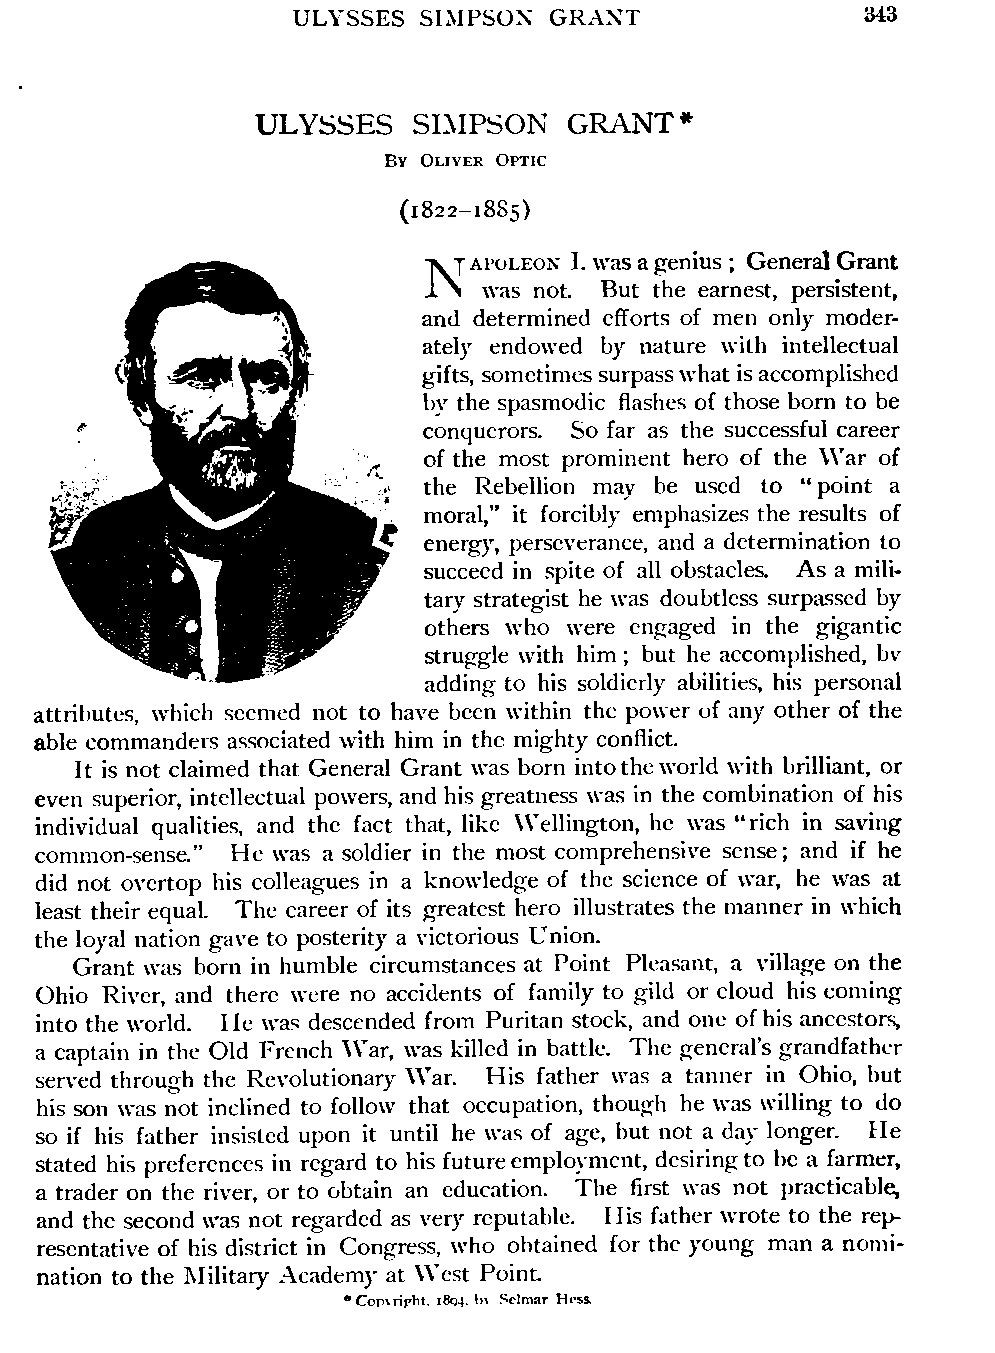 ULYSSES SIMPSON GRANT 343
ULYSSES SIMPSON GRANT*
BY OLIVER OPTIC
(1822–1885)
NAPOLEON I. was a genius; General Grant
was not. But the earnest, persistent,
and determined efforts of men only moder-
ately endowed by nature with intellectual
gifts, sometimes surpass what is accomplished
by the spasmodic flashes of those born to be
conquerors. So far as the successful career
of the most prominent hero of the War of
the Rebellion may be used to "point a
moral," it forcibly emphasizes the results of
energy, perseverance, and a determination to
succeed in spite of all obstacles. As a mili-
tary strategist he was doubtless surpassed by
others who were engaged in the gigantic
struggle with him; but he accomplished, by
adding to his soldierly abilities, his personal
attributes, which seemed not to have been within the power of any other of the
able commanders associated with him in the mighty conflict.
It is not claimed that General Grant was born into the world with brilliant, or
even superior, intellectual powers, and his greatness was in the combination of his
individual qualities, and the fact that, like Wellington, he was "rich in saving
common-sense." He was a soldier in the most comprehensive sense; and if he
did not overtop his colleagues in a knowledge of the science of war, he was at
least their equal. The career of its greatest hero illustrates the manner in which
the loyal nation gave to posterity a victorious Union.
Grant was born in humble circumstances at Point Pleasant, a village on the
Ohio River, and there were no accidents of family to gild or cloud his coming
into the world. He was descended from Puritan stock, and one of his ancestors,
a captain in the Old French War, was killed in battle. The general's grandfather
served through the Revolutionary War. His father was a tanner in Ohio, but
his son was not inclined to follow that occupation, though he was willing to do
so if his father insisted upon it until he was of age, but not a day longer. He
stated his preferences in regard to his future employment, desiring to be a farmer,
a trader on the river, or to obtain an education. The first was not practicable,
and the second was not regarded as very reputable. His father wrote to the rep-
resentative of his district in Congress, who obtained for the young man a nomi-
nation to the Military Academy at West Point.
* Copyright, 1894, by Selmar Hess.